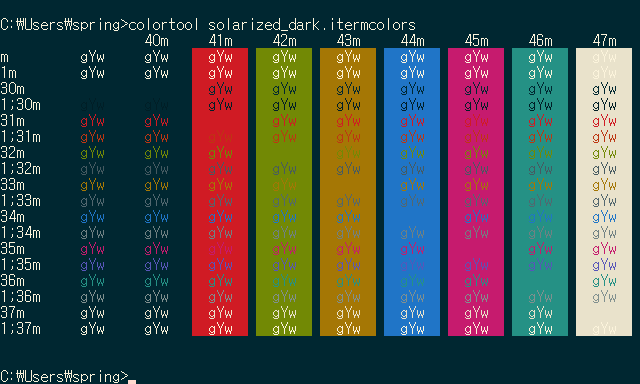 C:₩Users₩spring>colortool solarized_dark.itermcolors
40m 41m 42m 43m 44m 45m 46m 47m
m gYw gYw gYw gYw gYw gYw gYw gYw gYw
1m gYw gYw gYw gYw gYw gYw gYw gYw gYw
30m gYw gYw gYw gYw gYw gYw gYw
1;30m gYw gYw gYw gYw gYw gYw gYw
31m gYw gYw gYw gYw gYw gYw gYw gYw
1;31m gYw gYw gYw gYw gYw gYw gYw gYw gYw
32m gYw gYw gYw gYw gYw gYw gYw gYw
1;32m gYw gYw gYw gYw gYw gYw gYw gYw gYw
33m gYw gYw gYw gYw gYw gYw gYw gYw
1;33m gYw gYw gYw gYw gYw gYw gYw gYw gYw
34m gYw gYw gYw gYw gYw gYw gYw gYw
1;34m gYw gYw gYw gYw gYw gYw gYw gYw gYw
35m gYw gYw gYw gYw gYw gYw gYw gYw
1;35m gYw gYw gYw gYw gYw gYw gYw gYw gYw
36m gYw gYw gYw gYw gYw gYw gYw gYw
1;36m gYw gYw gYw gYw gYw gYw gYw gYw gYw
37m gYw gYw gYw gYw gYw gYw gYw gYw
1;37m gYw gYw gYw gYw gYw gYw gYw gYw gYw
C:₩Users₩spring>